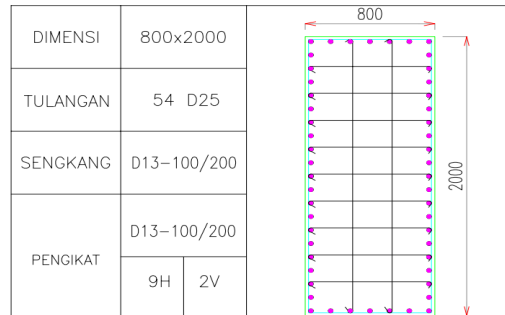 DIMENSI 800x2000
TULANGAN 54 D25
SENGKANG D13-100/200
PENGIKAT D13-100/200
9H 2V
800
2000